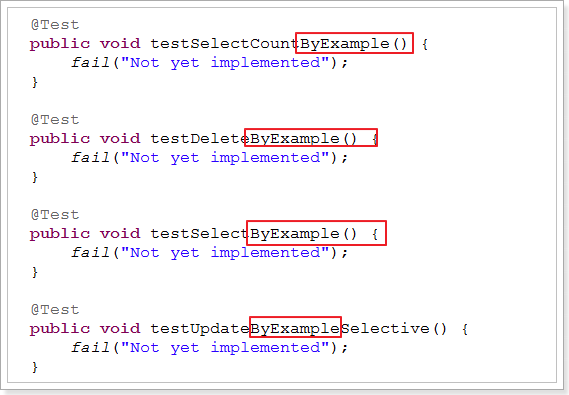 @Test
public void testSelectCountByExample() {
    fail("Not yet implemented");
}
@Test
public void testDeleteByExample() {
    fail("Not yet implemented");
}
@Test
public void testSelectByExample() {
    fail("Not yet implemented");
}
@Test
public void testUpdateByExampleSelective() {
    fail("Not yet implemented");
}